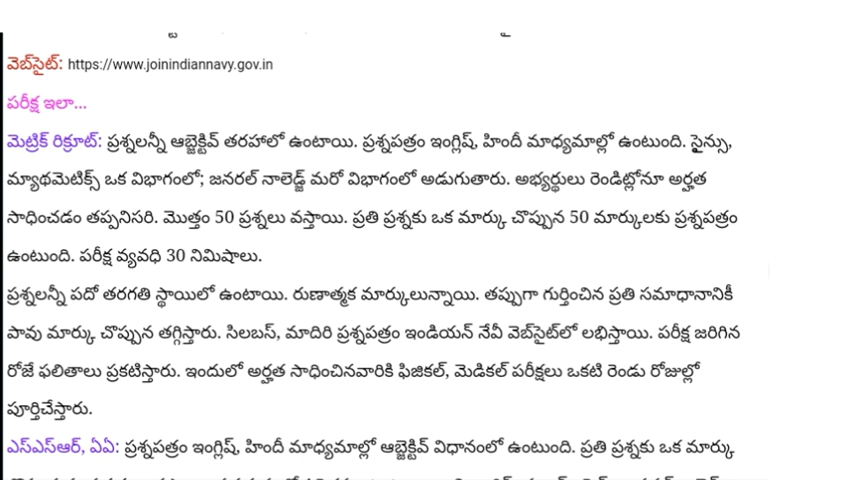 వెబ్‌సైట్: https://www.joinindiannavy.gov.in
పరీక్ష ఇలా...
మెట్రిక్ రిక్రూట్: ప్రశ్నలన్నీ ఆబ్జెక్టివ్ తరహాలో ఉంటాయి. ప్రశ్నపత్రం ఇంగ్లిష్, హిందీ మాధ్యమాల్లో ఉంటుంది. సైన్సు,
మ్యాథమెటిక్స్ ఒక విభాగంలో; జనరల్ నాలెడ్జ్ మరో విభాగంలో అడుగుతారు. అభ్యర్థులు రెండిట్లోనూ అర్హత
సాధించడం తప్పనిసరి. మొత్తం 50 ప్రశ్నలు వస్తాయి. ప్రతి ప్రశ్నకు ఒక మార్కు చొప్పున 50 మార్కులకు ప్రశ్నపత్రం
ఉంటుంది. పరీక్ష వ్యవధి 30 నిమిషాలు.
ప్రశ్నలన్నీ పదో తరగతి స్థాయిలో ఉంటాయి. రుణాత్మక మార్కులున్నాయి. తప్పుగా గుర్తించిన ప్రతి సమాధానానికీ
పావు మార్కు చొప్పున తగ్గిస్తారు. సిలబస్, మాదిరి ప్రశ్నపత్రం ఇండియన్ నేవీ వెబ్‌సైట్‌లో లభిస్తాయి. పరీక్ష జరిగిన
రోజే ఫలితాలు ప్రకటిస్తారు. ఇందులో అర్హత సాధించినవారికి ఫిజికల్, మెడికల్ పరీక్షలు ఒకటి రెండు రోజుల్లో
పూర్తిచేస్తారు.
ఎస్ఎస్ఆర్, ఏఏ: ప్రశ్నపత్రం ఇంగ్లిష్, హిందీ మాధ్యమాల్లో ఆబ్జెక్టివ్ విధానంలో ఉంటుంది. ప్రతి ప్రశ్నకు ఒక మార్కు